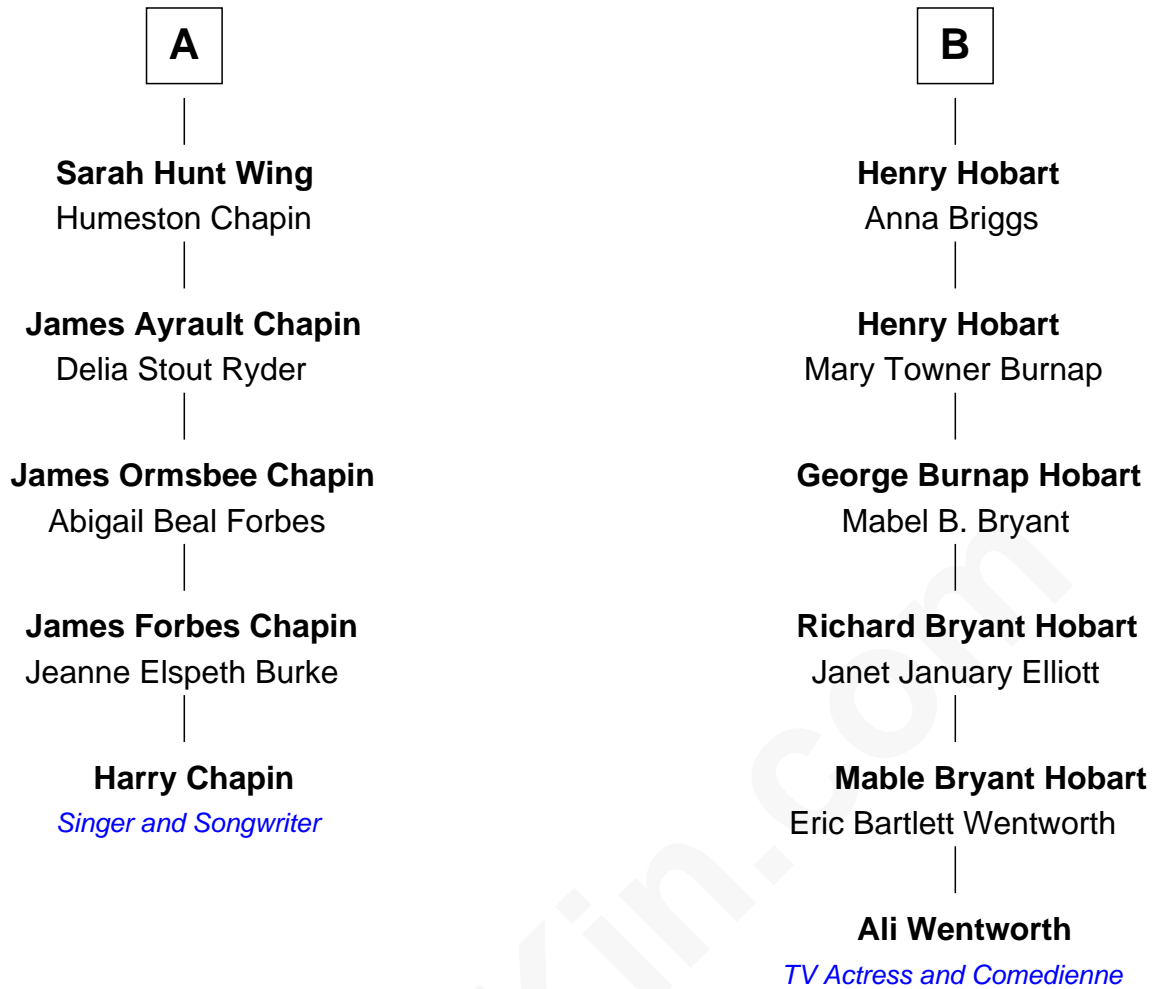 A
Sarah Hunt Wing
Humeston Chapin
James Ayrault Chapin
Delia Stout Ryder
James Ormsbee Chapin
Abigail Beal Forbes
James Forbes Chapin
Jeanne Elspeth Burke
Harry Chapin
Singer and Songwriter
B
Henry Hobart
Anna Briggs
Henry Hobart
Mary Towner Burnap
George Burnap Hobart
Mabel B. Bryant
Richard Bryant Hobart
Janet January Elliott
Mable Bryant Hobart
Eric Bartlett Wentworth
Ali Wentworth
TV Actress and Comedienne
Kin.com